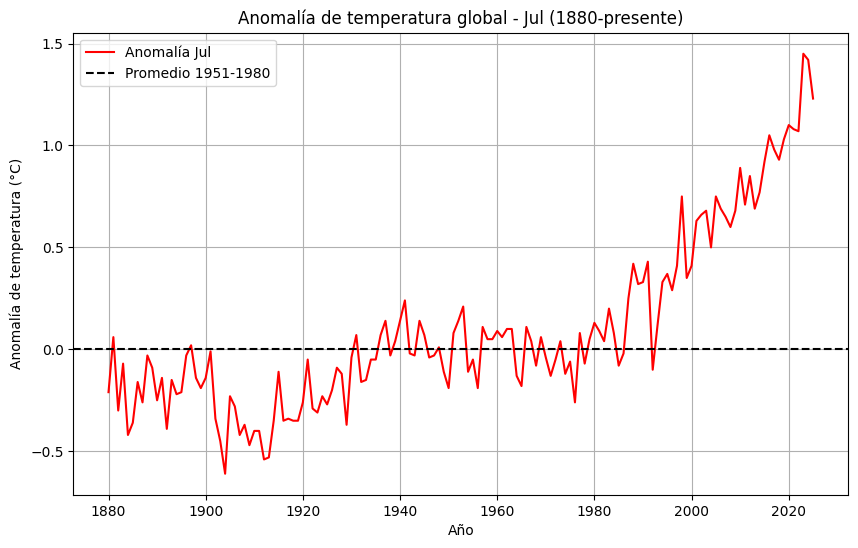 Anomalía de temperatura global - Jul (1880-presente)
Anomalía Jul
Promedio 1951-1980
Anomalía de temperatura (°C)
1.5
1.0
0.5
0.0
−0.5
1880
1900
1920
1940
1960
1980
2000
2020
Año